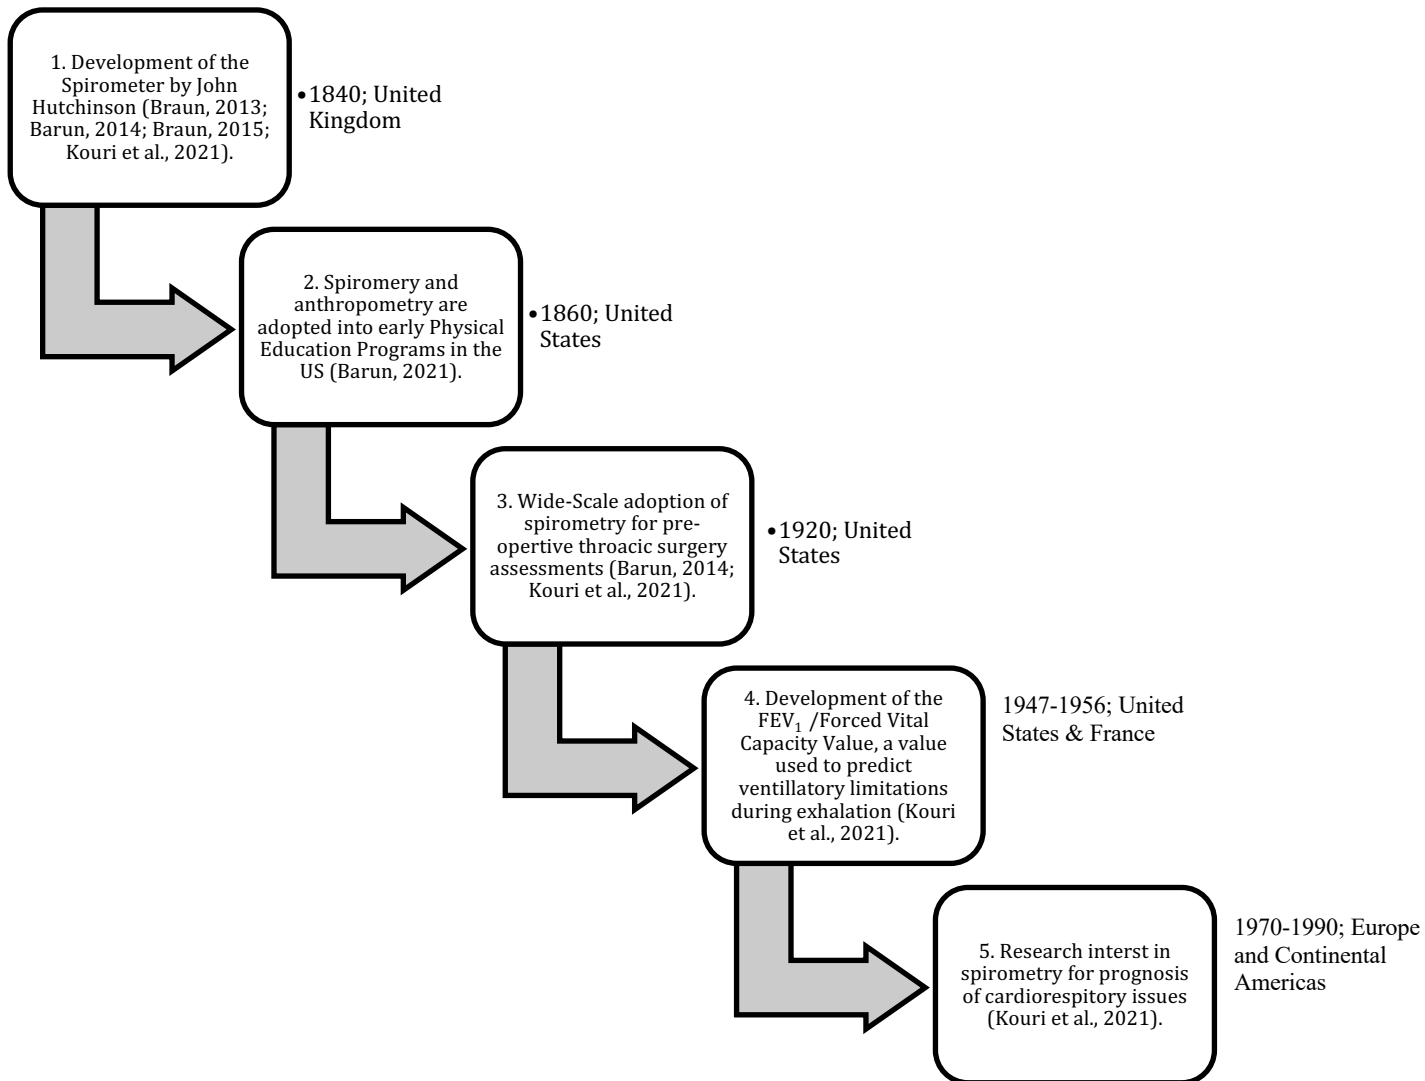 1. Development of the
Spirometer by John
Hutchinson (Braun, 2013;
Barun, 2014; Braun, 2015;
Kouri et al., 2021).
•1840; United
Kingdom
2. Spiromery and
anthropometry are
adopted into early Physical
Education Programs in the
US (Barun, 2021).
•1860; United
States
3. Wide-Scale adoption of
spirometry for pre-
opertive throacic surgery
assessments (Barun, 2014;
Kouri et al., 2021).
•1920; United
States
4. Development of the
FEV₁ /Forced Vital
Capacity Value, a value
used to predict
ventillatory limitations
during exhalation (Kouri
et al., 2021).
1947-1956; United
States & France
5. Research interst in
spirometry for prognosis
of cardiorespitory issues
(Kouri et al., 2021).
1970-1990; Europe
and Continental
Americas